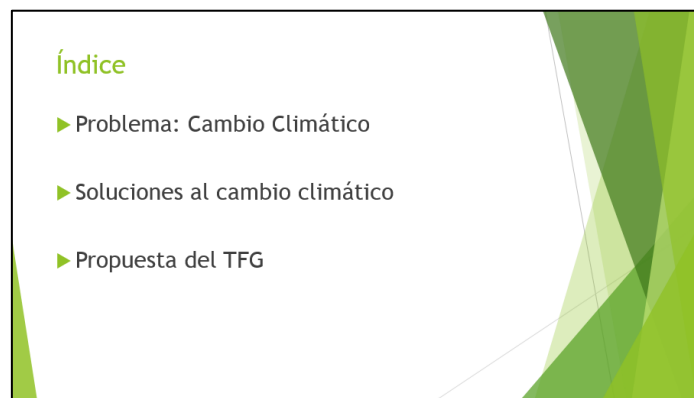 Índice
Problema: Cambio Climático
Soluciones al cambio climático
Propuesta del TFG